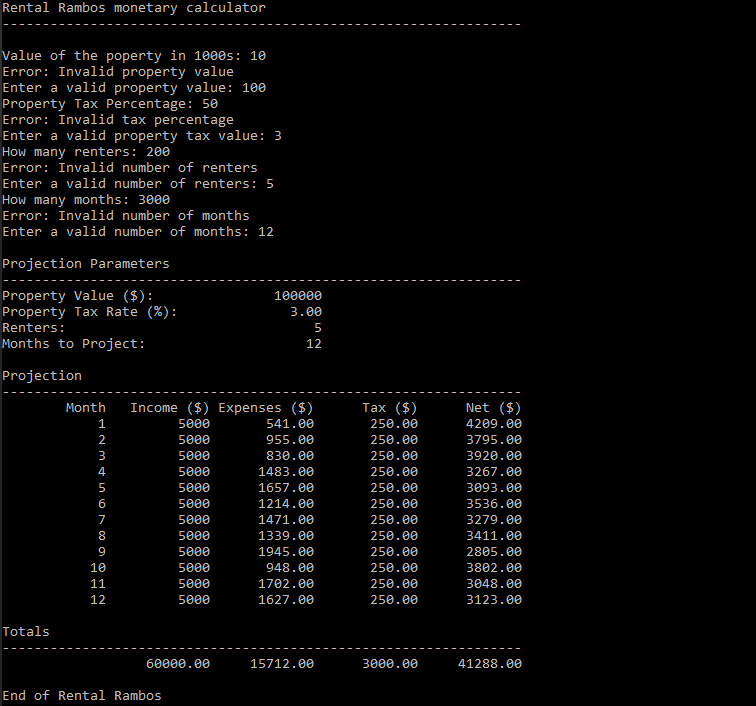 Rental Rambos monetary calculator
-----------------------------------------------------------------
Value of the poperty in 1000s: 10
Error: Invalid property value
Enter a valid property value: 100
Property Tax Percentage: 50
Error: Invalid tax percentage
Enter a valid property tax value: 3
How many renters: 200
Error: Invalid number of renters
Enter a valid number of renters: 5
How many months: 3000
Error: Invalid number of months
Enter a valid number of months: 12
Projection Parameters
-----------------------------------------------------------------
Property Value ($): 100000
Property Tax Rate (%): 3.00
Renters: 5
Months to Project: 12
Projection
-----------------------------------------------------------------
Month Income ($) Expenses ($) Tax ($) Net ($)
1 5000 541.00 250.00 4209.00
2 5000 955.00 250.00 3795.00
3 5000 830.00 250.00 3920.00
4 5000 1483.00 250.00 3267.00
5 5000 1657.00 250.00 3093.00
6 5000 1214.00 250.00 3536.00
7 5000 1471.00 250.00 3279.00
8 5000 1339.00 250.00 3411.00
9 5000 1945.00 250.00 2805.00
10 5000 948.00 250.00 3802.00
11 5000 1702.00 250.00 3048.00
12 5000 1627.00 250.00 3123.00
Totals
-----------------------------------------------------------------
60000.00 15712.00 3000.00 41288.00
End of Rental Rambos